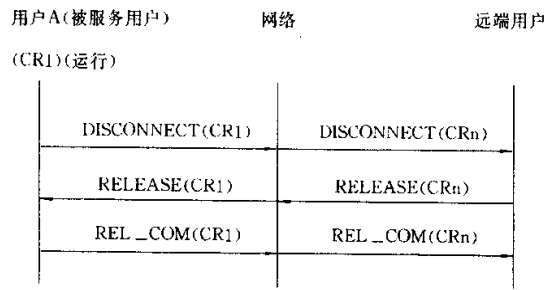 用户A(被服务用户) 网络 远端用户
(CR1)(运行)
DISCONNECT(CR1) DISCONNECT(CRn)
RELEASE(CR1) RELEASE(CRn)
REL_COM(CR1) REL_COM(CRn)